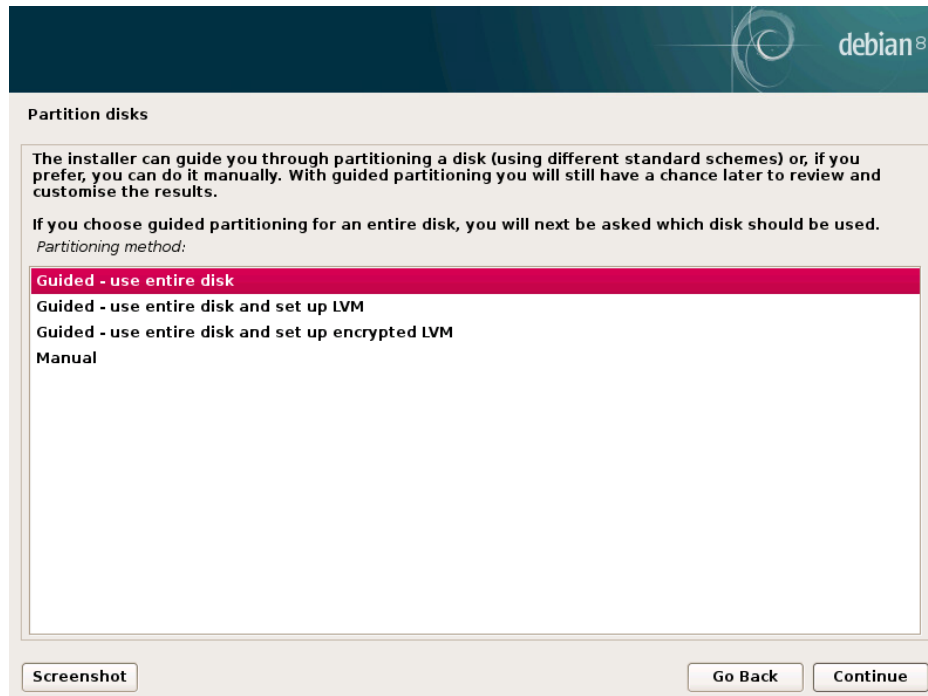 debian 8
Partition disks
The installer can guide you through partitioning a disk (using different standard schemes) or, if you
prefer, you can do it manually. With guided partitioning you will still have a chance later to review and
customise the results.
If you choose guided partitioning for an entire disk, you will next be asked which disk should be used.
Partitioning method:
Guided - use entire disk
Guided - use entire disk and set up LVM
Guided - use entire disk and set up encrypted LVM
Manual
Screenshot
Go Back
Continue